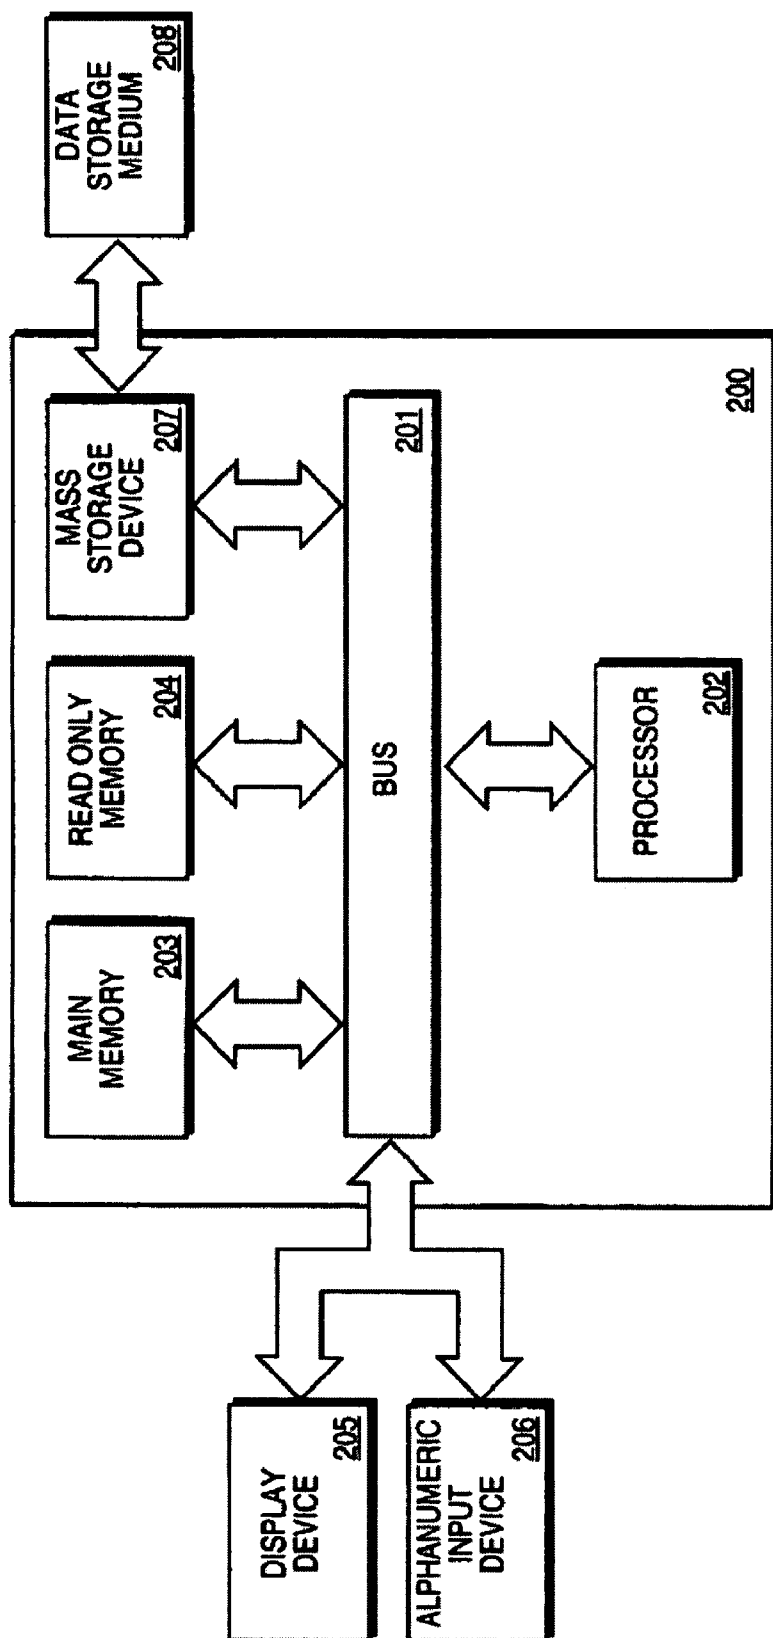 DISPLAY
DEVICE
205
ALPHANUMERIC
INPUT
DEVICE
206
MAIN
MEMORY
203
READ ONLY
MEMORY
204
MASS
STORAGE
DEVICE
207
BUS
201
PROCESSOR
202
200
DATA
STORAGE
MEDIUM
208